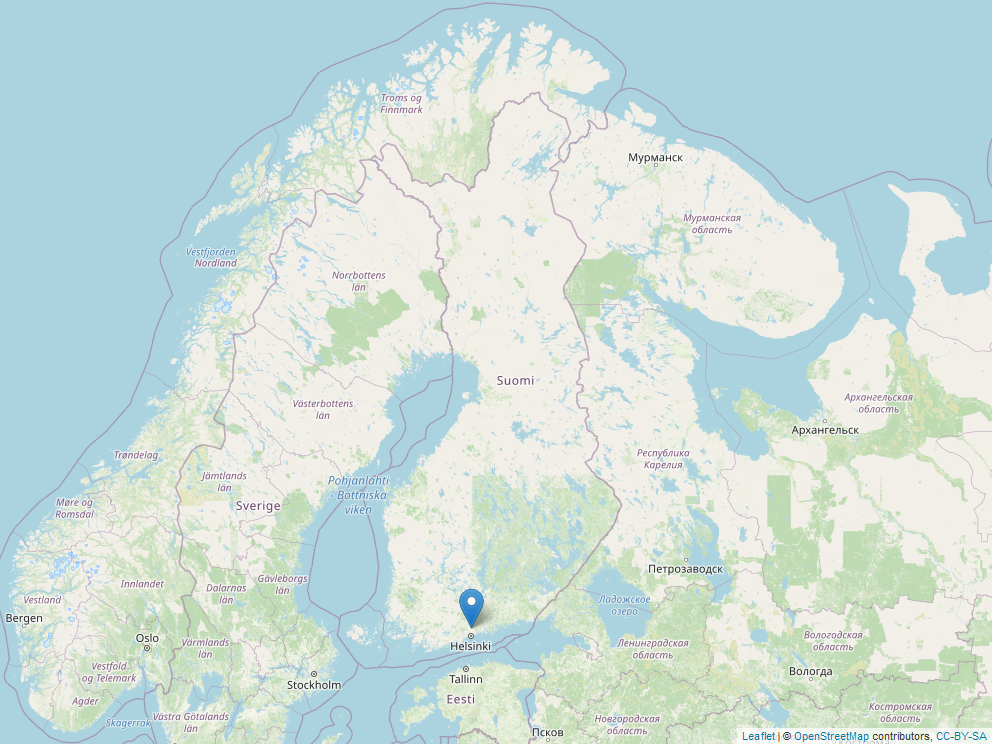 Troms og
Finnmark
Мурманск
Мурманская
область
Vestfjorden
Nordland
Norrbottens
län
Suomi
Västerbottens
län
Архангельская
область
Архангельск
Trøndelag
Jämtlands
län
Республика
Карелия
Pohjanlahti
- Bottniska
viken
Møre og
Romsdal
Sverige
Петрозаводск
Innlandet
Dalarnas
län
Gävleborgs
län
Vestland
Ладожское
озеро
Bergen
Oslo
Värmlands
län
Helsinki
Ленинградская
область
Вологодская
область
Vestfold
og Telemark
Stockholm
Tallinn
Вологда
Agder
Eesti
Skagerrak
Västra Götalands
län
Новгородская
область
Костромская
область
Псков
Leaflet | © OpenStreetMap contributors, CC-BY-SA